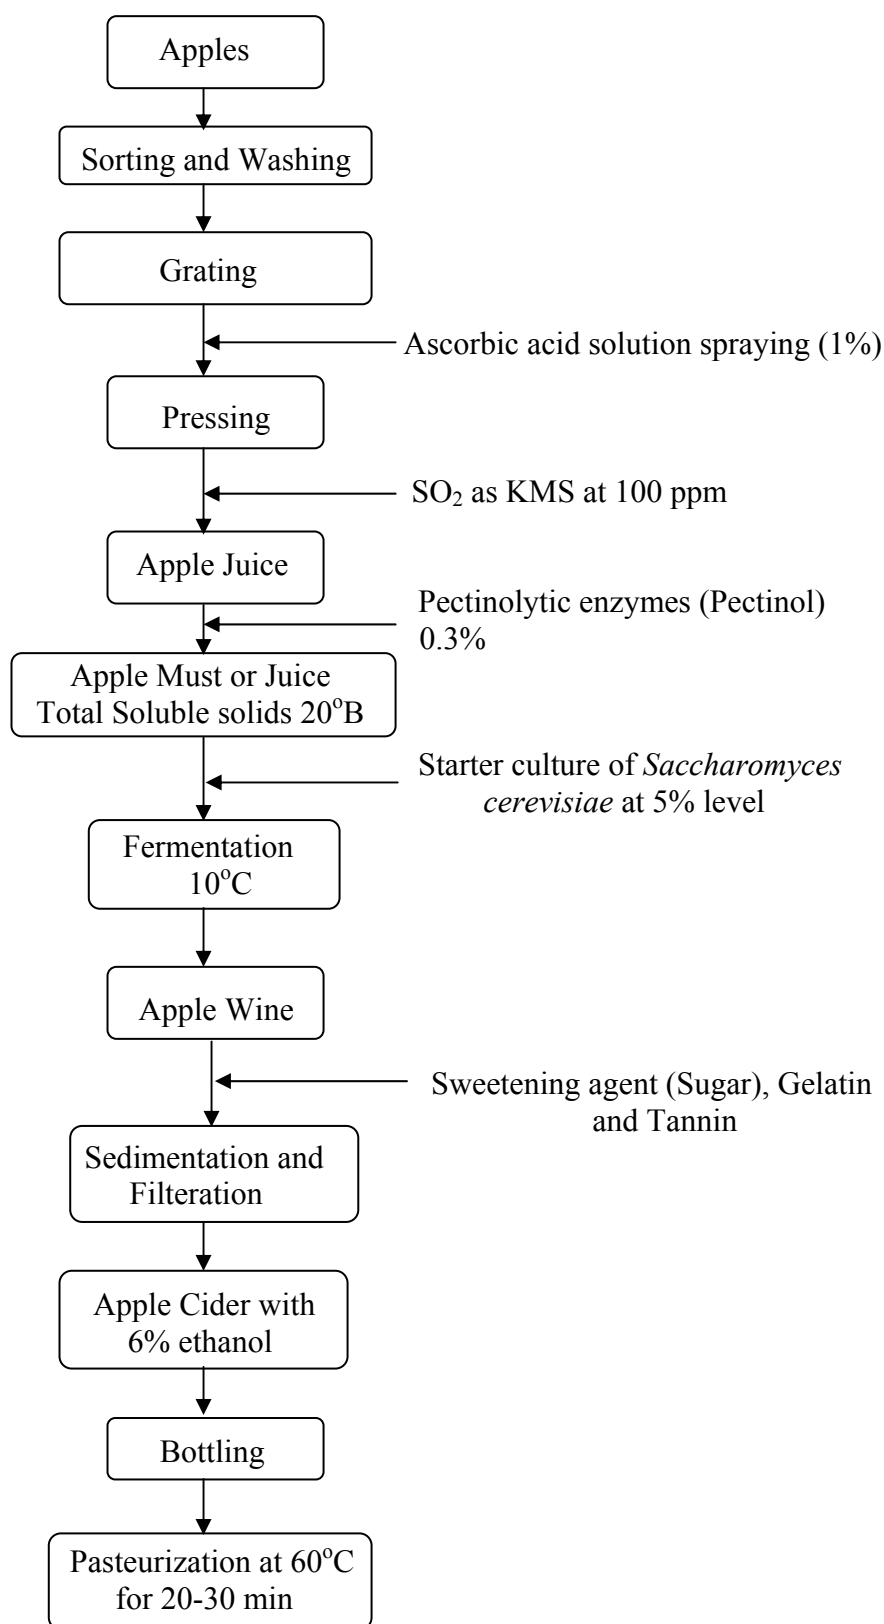 Apples
Sorting and Washing
Grating
Ascorbic acid solution spraying (1%)
Pressing
SO₂ as KMS at 100 ppm
Apple Juice
Pectinolytic enzymes (Pectinol)
0.3%
Apple Must or Juice
Total Soluble solids 20°B
Starter culture of Saccharomyces
cerevisiae at 5% level
Fermentation
10°C
Apple Wine
Sweetening agent (Sugar), Gelatin
and Tannin
Sedimentation and
Filteration
Apple Cider with
6% ethanol
Bottling
Pasteurization at 60°C
for 20-30 min